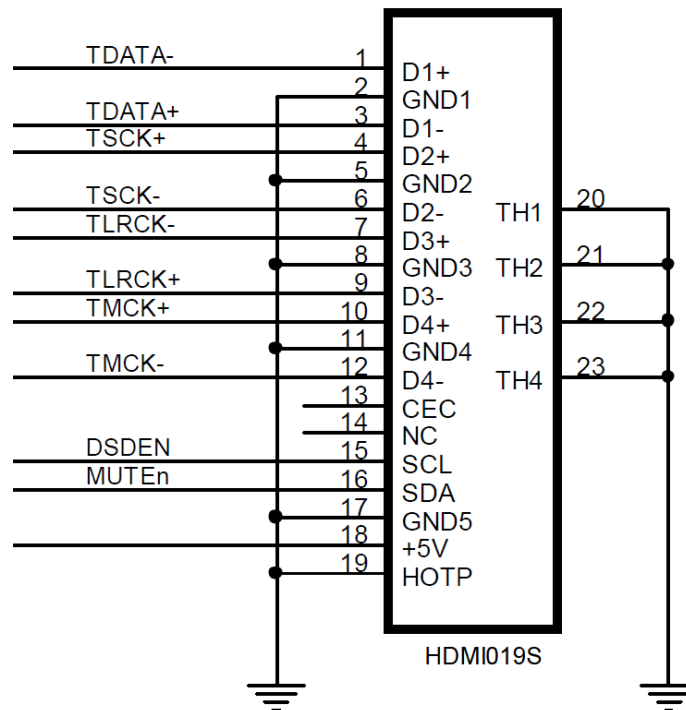 TDATA- 1 D1+
2 GND1
TDATA+ 3 D1-
TSCK+ 4 D2+
5 GND2
TSCK- 6 D2- TH1 20
TLRCK- 7 D3+
8 GND3 TH2 21
TLRCK+ 9 D3-
TMCK+ 10 D4+ TH3 22
11 GND4
TMCK- 12 D4- TH4 23
13 CEC
14 NC
DSDEN 15 SCL
MUTEn 16 SDA
17 GND5
18 +5V
19 HOTP
HDMI019S